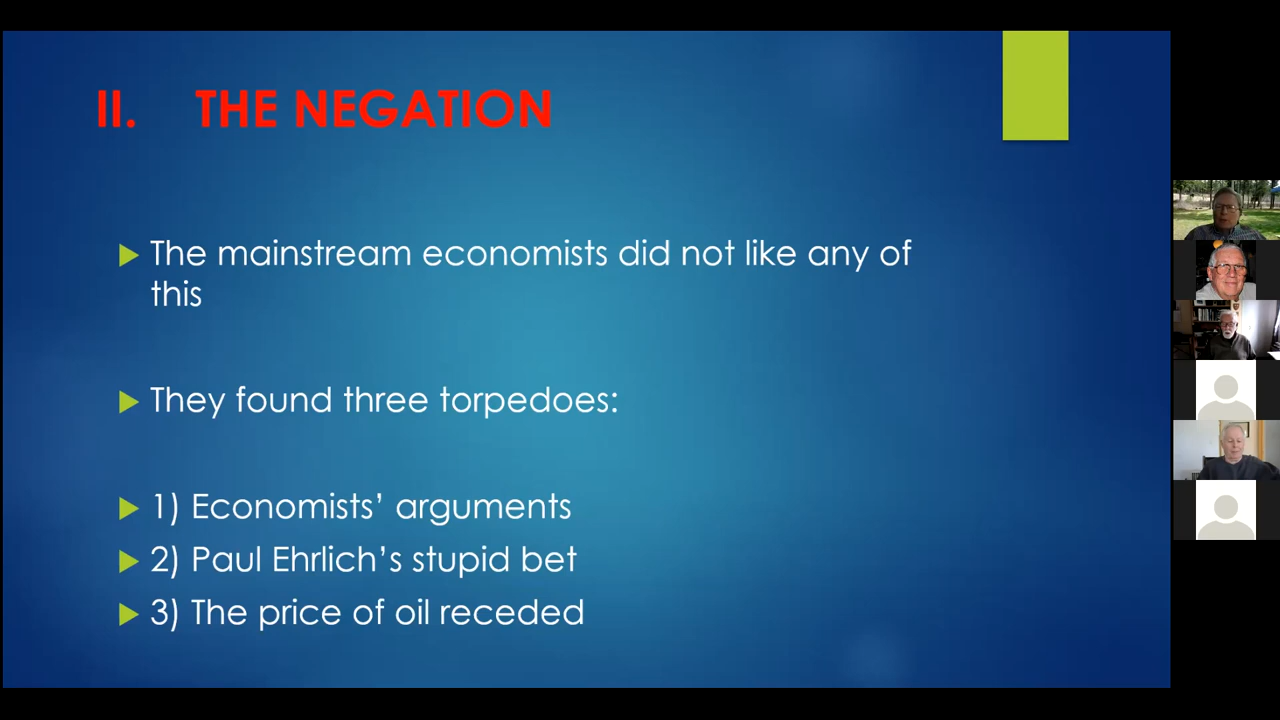 II. THE NEGATION
The mainstream economists did not like any of
this
They found three torpedoes:
1) Economists’ arguments
2) Paul Ehrlich’s stupid bet
3) The price of oil receded